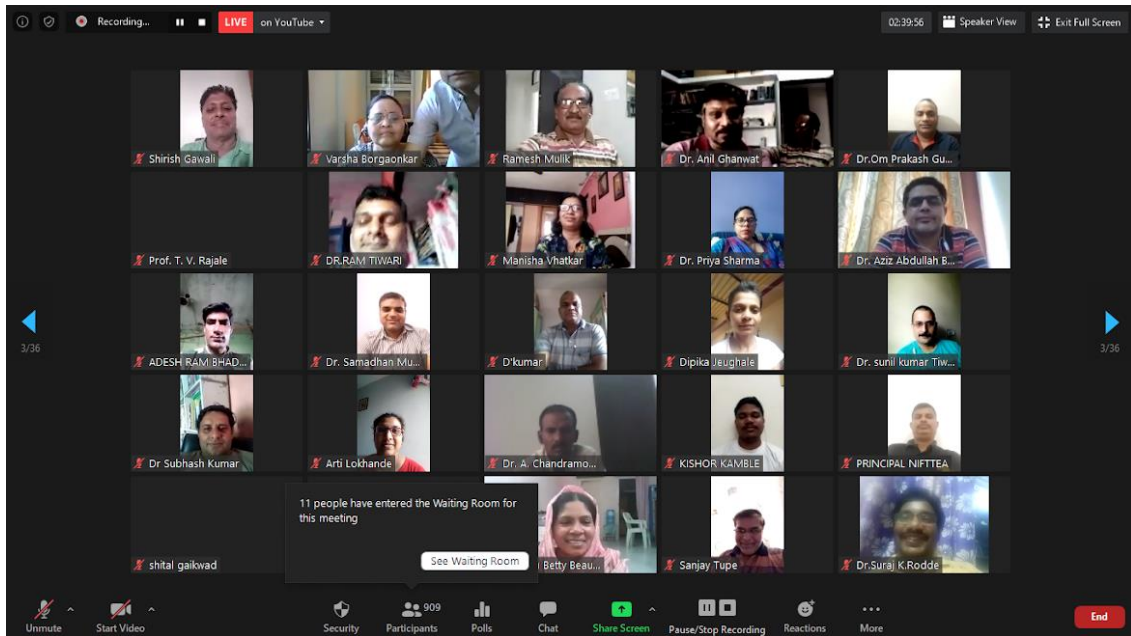 Recording...
LIVE on YouTube
02:39:56
Speaker View
Exit Full Screen
Shirish Gawali
Varsha Borgaonkar
Ramesh Mulik
Dr. Anil Ghanwat
Dr.Om Prakash Gu...
Prof. T. V. Rajale
DR.RAM TIWARI
Manisha Vhatkar
Dr. Priya Sharma
Dr. Aziz Abdullah B...
3/36
3/36
ADESH RAM BHAD...
Dr. Samadhan Mu...
D'kumar
Dipika Jeughale
Dr. sunil kumar Tiw...
Dr Subhash Kumar
Arti Lokhande
Dr. A. Chandramo...
KISHOR KAMBLE
PRINCIPAL NIFTTEA
11 people have entered the Waiting Room for
this meeting
See Waiting Room
shital gaikwad
Betty Beau...
Sanjay Tupe
Dr.Suraj K.Rodde
Unmute
Start Video
Security
909
Participants
Polls
Chat
Share Screen
Pause/Stop Recording
Reactions
More
End